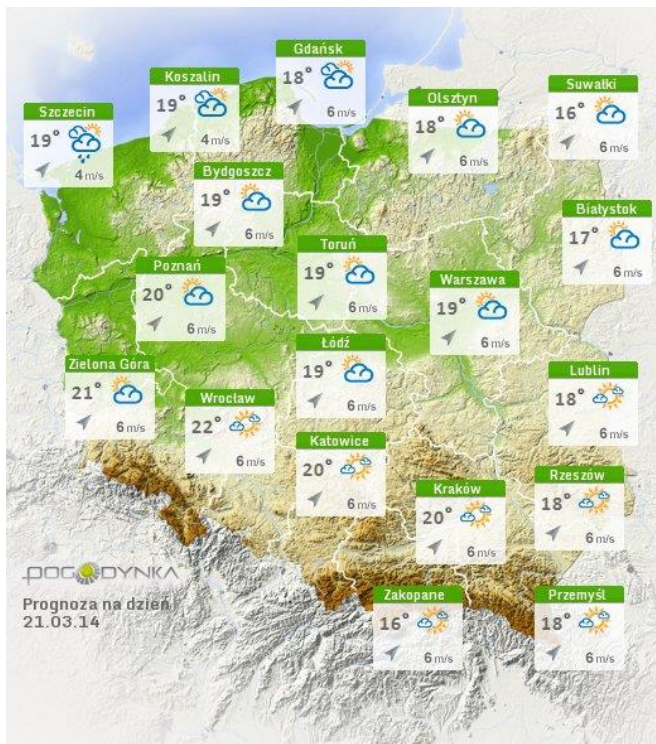 Gdańsk
18°
6 m/s
Koszalin
19°
4 m/s
Szczecin
19°
4 m/s
Olsztyn
18°
6 m/s
Suwałki
16°
6 m/s
Bydgoszcz
19°
6 m/s
Białystok
17°
6 m/s
Toruń
19°
6 m/s
Poznań
20°
6 m/s
Warszawa
19°
6 m/s
Łódź
19°
6 m/s
Zielona Góra
21°
6 m/s
Lublin
18°
6 m/s
Wrocław
22°
6 m/s
Katowice
20°
6 m/s
Kraków
20°
6 m/s
Rzeszów
18°
6 m/s
POGODYNKA
Prognoza na dzień
21.03.14
Zakopane
16°
6 m/s
Przemyśl
18°
6 m/s